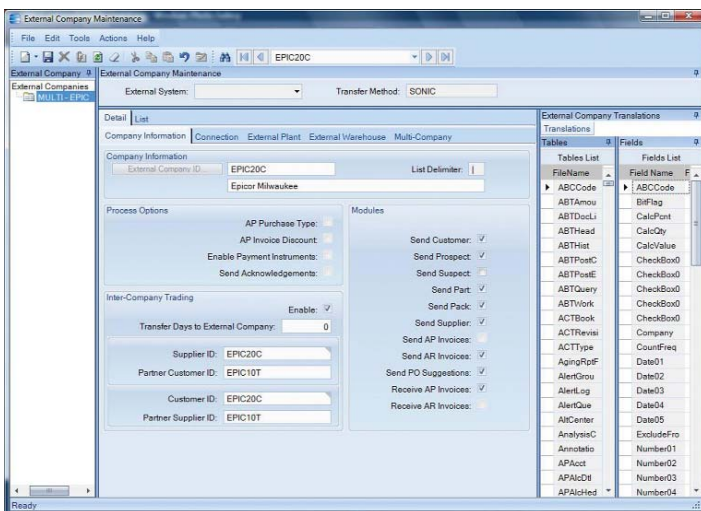 External Company Maintenance
File Edit Tools Actions Help
EPIC20C
External Company
External Companies
MULTI - EPIC
External Company Maintenance
External System:
Transfer Method: SONIC
Detail List
Company Information Connection External Plant External Warehouse Multi-Company
Company Information
External Company ID... EPIC20C List Delimiter: |
Epicor Milwaukee
Process Options
AP Purchase Type:
AP Invoice Discount:
Enable Payment Instruments:
Send Acknowledgements:
Inter-Company Trading
Enable:
Transfer Days to External Company: 0
Supplier ID: EPIC20C
Partner Customer ID: EPIC10T
Customer ID: EPIC20C
Partner Supplier ID: EPIC10T
Modules
Send Customer:
Send Prospect:
Send Suspect:
Send Part:
Send Pack:
Send Supplier:
Send AP Invoices:
Send AR Invoices:
Send PO Suggestions:
Receive AP Invoices:
Receive AR Invoices:
External Company Translations
Translations
Tables
Tables List
FileName
ABCCode
ABTAmou
ABTDocLi
ABTHead
ABTHist
ABTPostC
ABTPostE
ABTQuery
ABTWork
ACTBook
ACTRevisi
ACTType
AgingRptF
AlertGrou
AlertLog
AlertQue
AltCenter
AnalysisC
Annotatio
APAcct
APAlcDtl
APAlcHed
Fields
Fields List
Field Name F
ABCCode
BitFlag
CalcPcnt
CalcQty
CalcValue
CheckBox0
CheckBox0
CheckBox0
CheckBox0
CheckBox0
Company
CountFreq
Date01
Date02
Date03
Date04
Date05
ExcludeFro
Number01
Number02
Number03
Number04
Ready